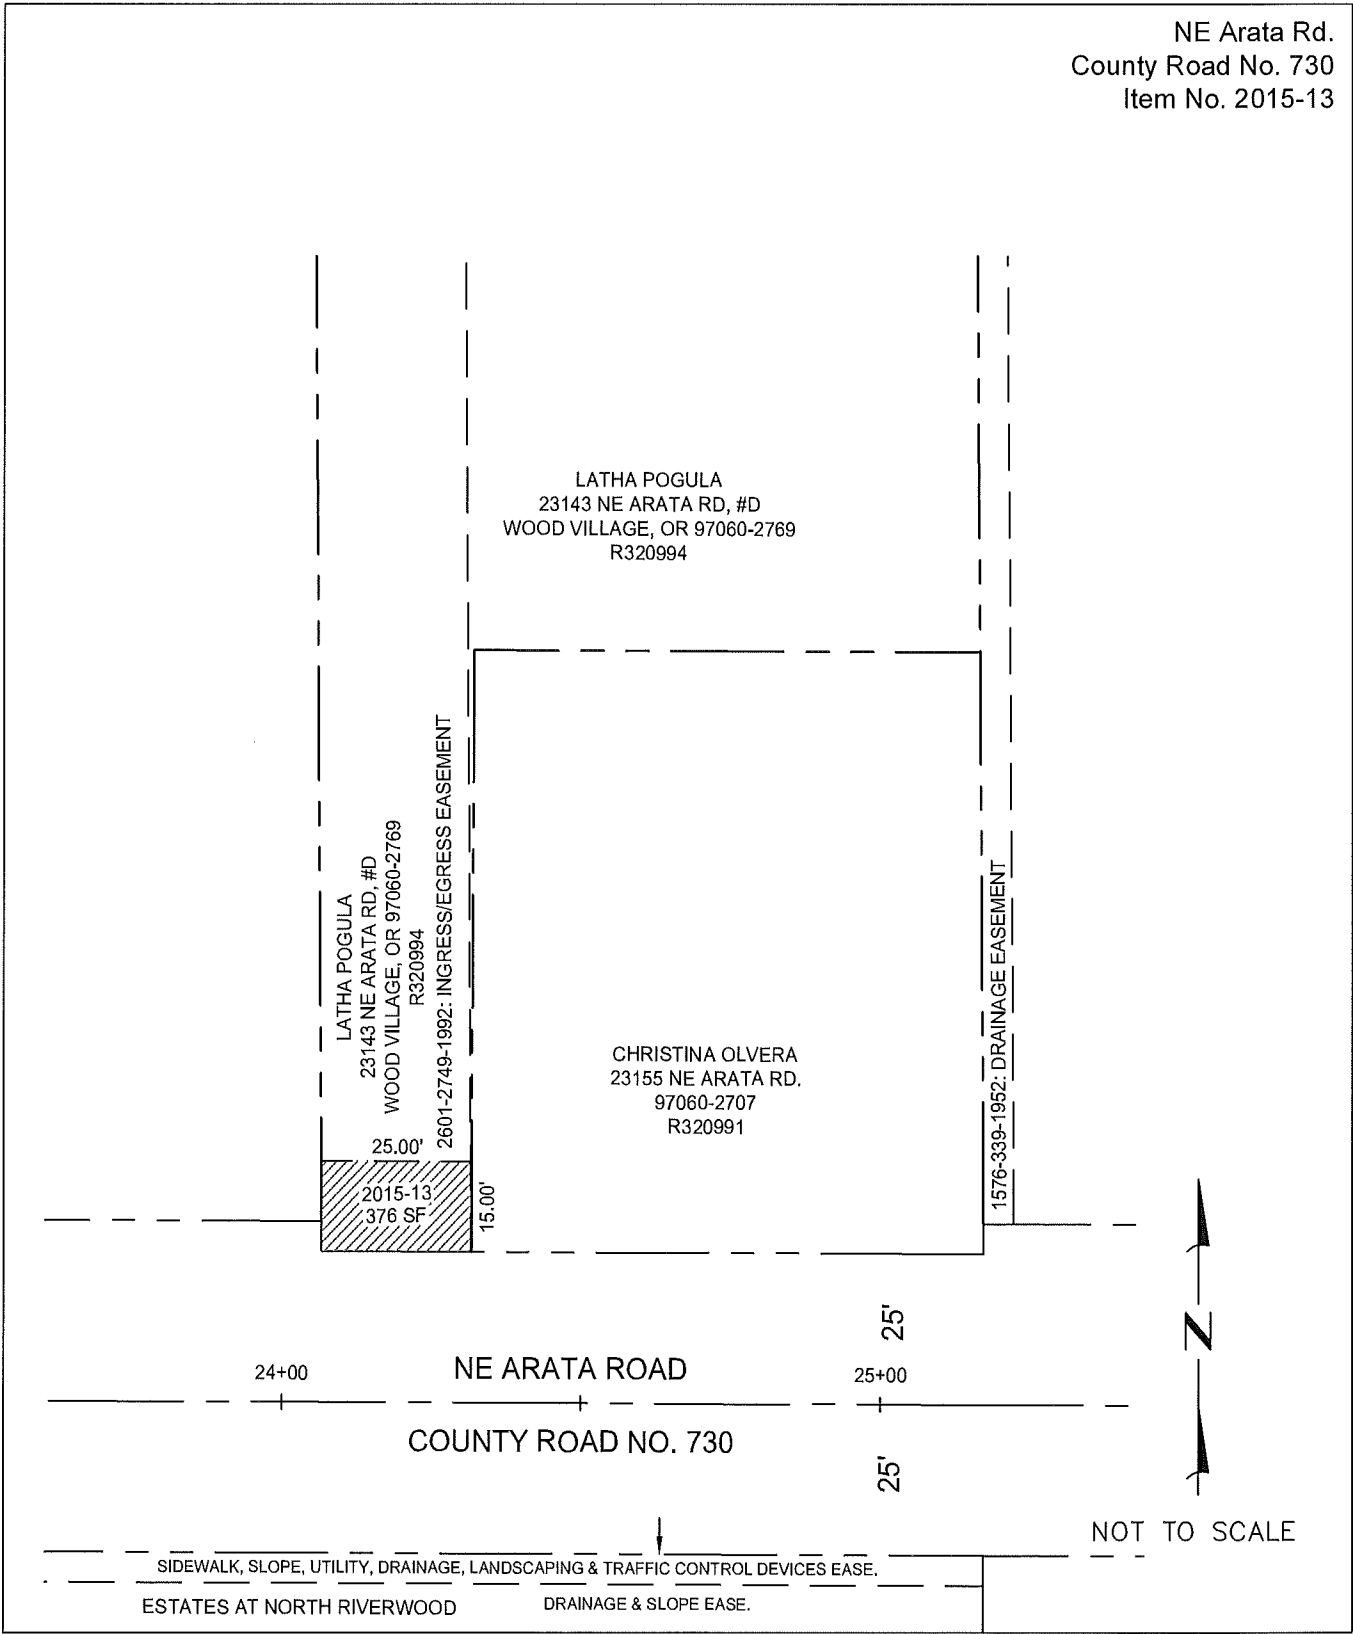 NE Arata Rd.
County Road No. 730
Item No. 2015-13
LATHA POGULA
23143 NE ARATA RD, #D
WOOD VILLAGE, OR 97060-2769
R320994
LATHA POGULA
23143 NE ARATA RD, #D
WOOD VILLAGE, OR 97060-2769
R320994
2601-2749-1992: INGRESS/EGRESS EASEMENT
CHRISTINA OLVERA
23155 NE ARATA RD.
97060-2707
R320991
1576-339-1952: DRAINAGE EASEMENT
25.00'
2015-13
376 SF
15.00'
25'
N
24+00
NE ARATA ROAD
25+00
COUNTY ROAD NO. 730
25'
NOT TO SCALE
SIDEWALK, SLOPE, UTILITY, DRAINAGE, LANDSCAPING & TRAFFIC CONTROL DEVICES EASE.
ESTATES AT NORTH RIVERWOOD
DRAINAGE & SLOPE EASE.